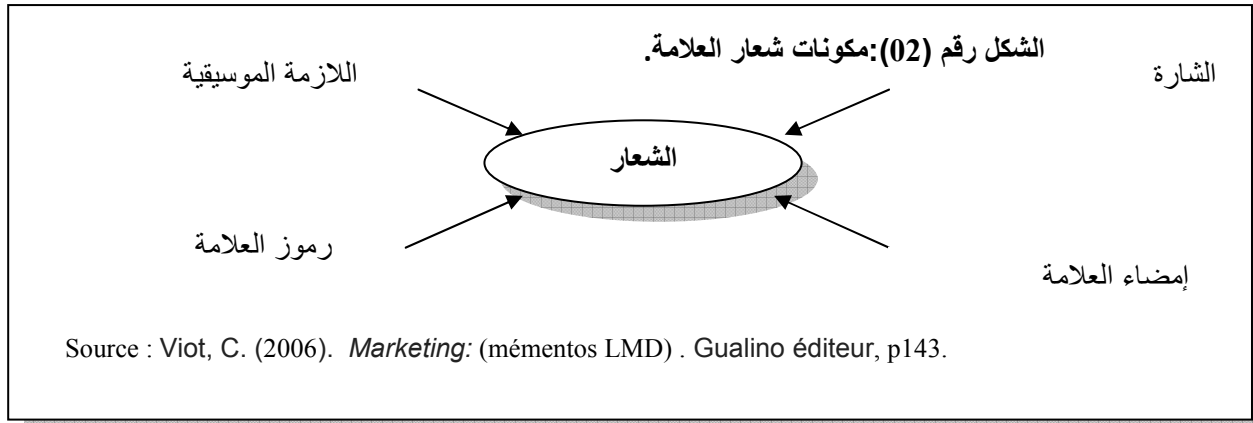 الشكل رقم (02):مكونات شعار العلامة.
الشارة
اللازمة الموسيقية
الشعار
رموز العلامة
إمضاء العلامة
Source : Viot, C. (2006). Marketing: (mémentos LMD) . Gualino éditeur, p143.